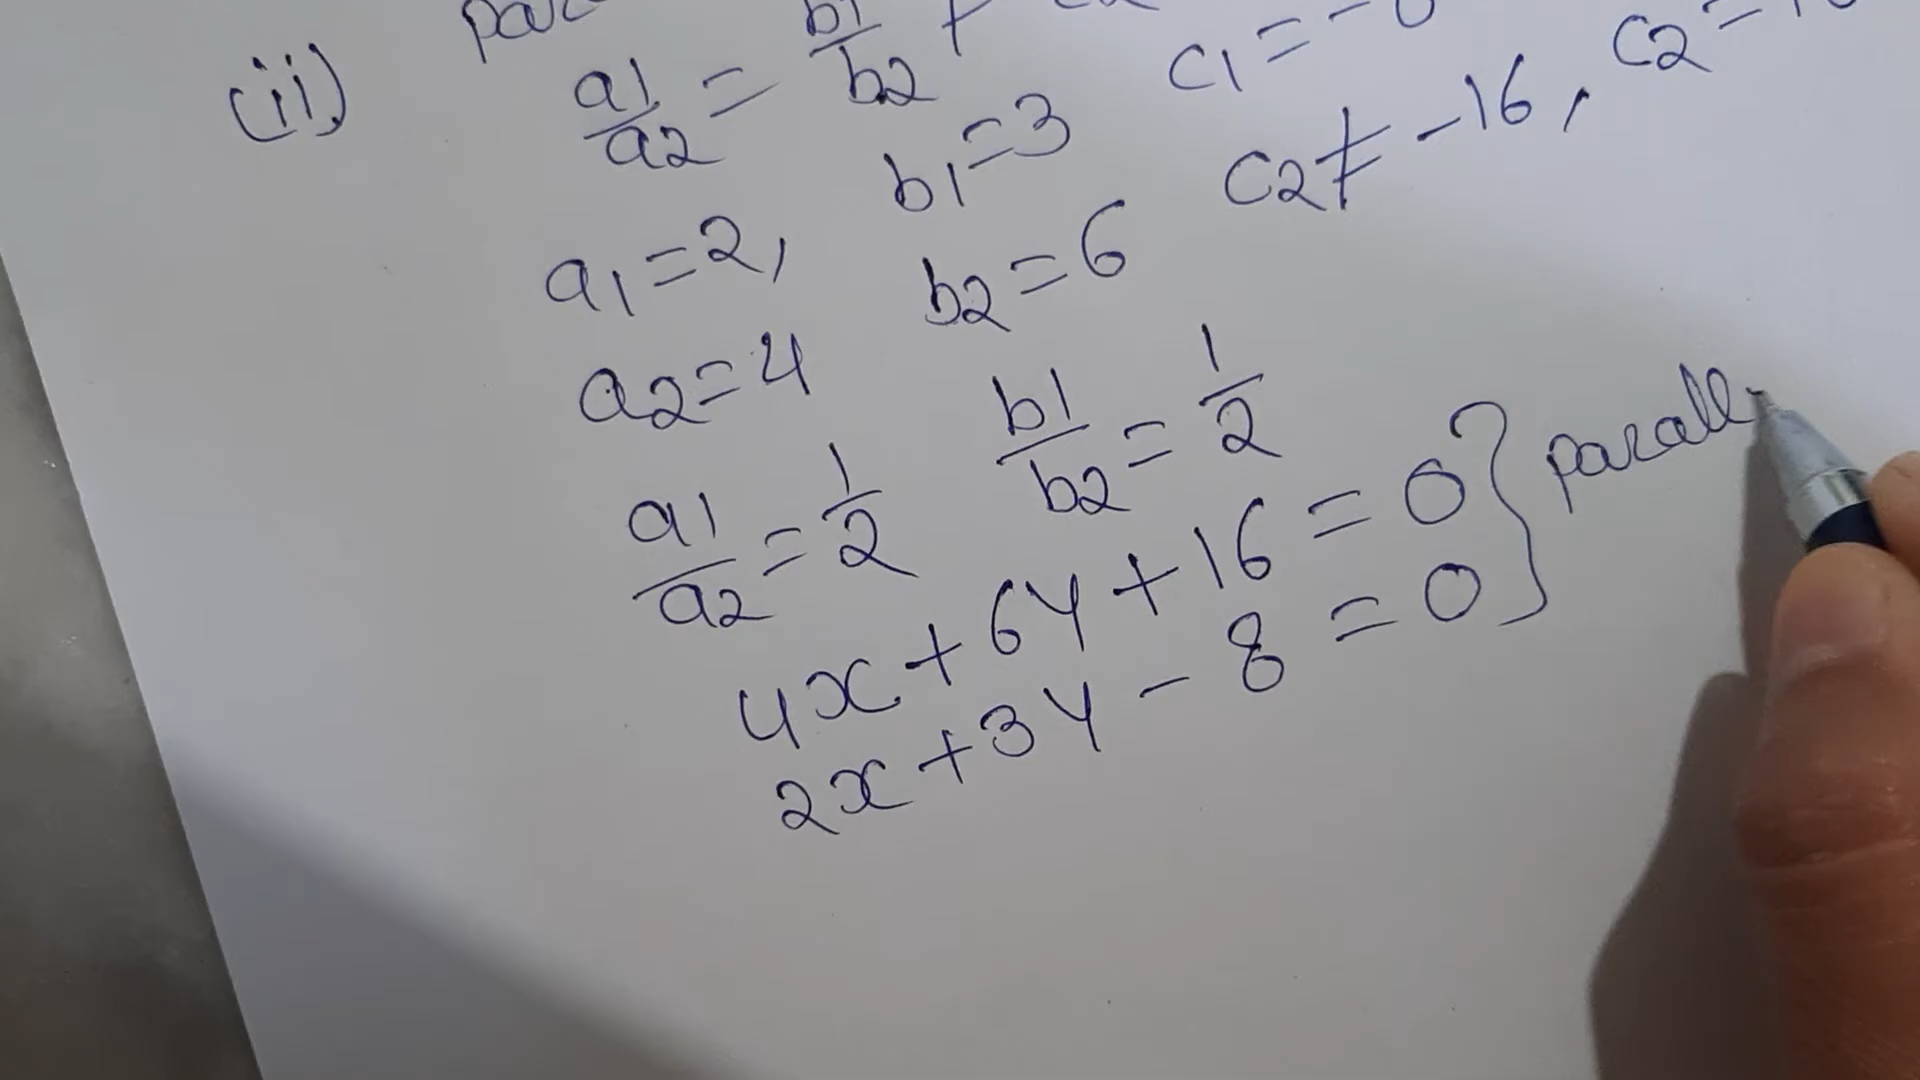 (ii)
a1/a2 = b1/b2 ≠
c1 = -8
a1 = 2, b1 = 3 c2 ≠ -16, c2 =
a2 = 4 b2 = 6
a1/a2 = 1/2 b1/b2 = 1/2
4x + 6y + 16 = 0 } parall
2x + 3y - 8 = 0